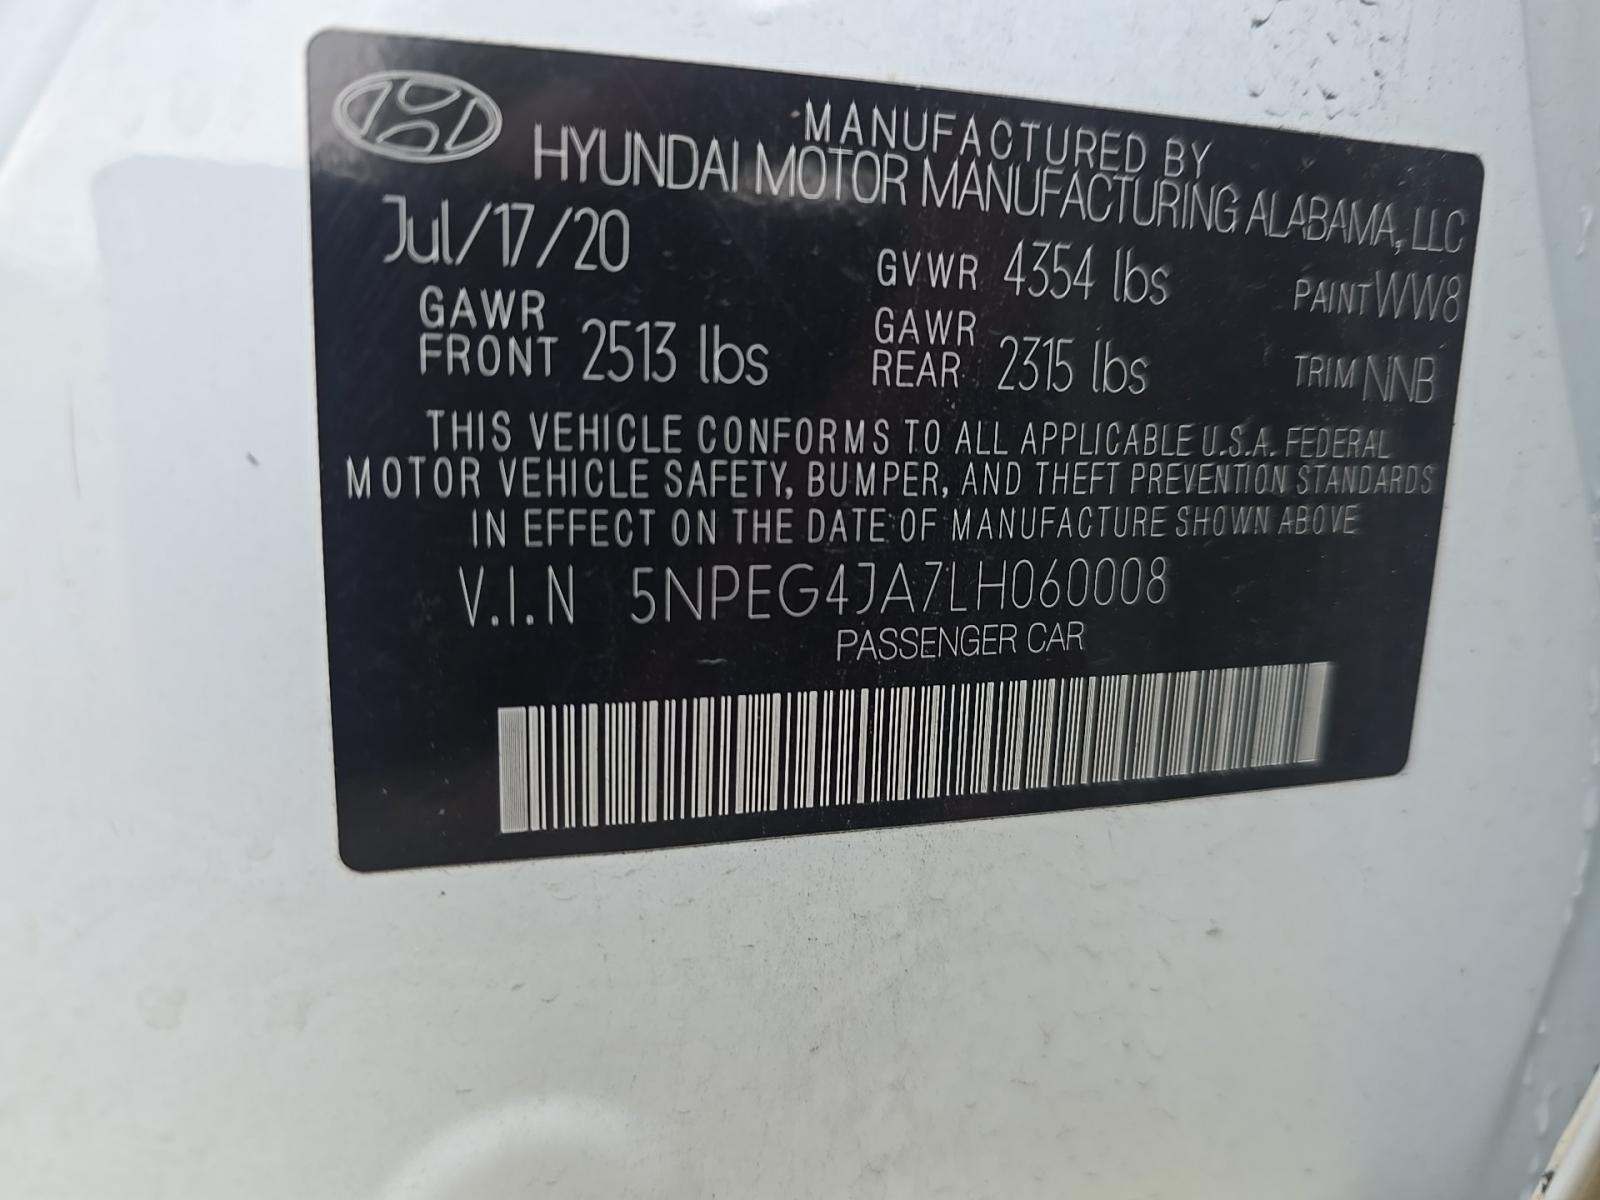 MANUFACTURED BY
HYUNDAI MOTOR MANUFACTURING ALABAMA, LLC
Jul/17/20
GVWR 4354 lbs
PAINT WW8
GAWR FRONT 2513 lbs
GAWR REAR 2315 lbs
TRIM NNB
THIS VEHICLE CONFORMS TO ALL APPLICABLE U.S.A. FEDERAL
MOTOR VEHICLE SAFETY, BUMPER, AND THEFT PREVENTION STANDARDS
IN EFFECT ON THE DATE OF MANUFACTURE SHOWN ABOVE
V.I.N 5NPEG4JA7LH060008
PASSENGER CAR